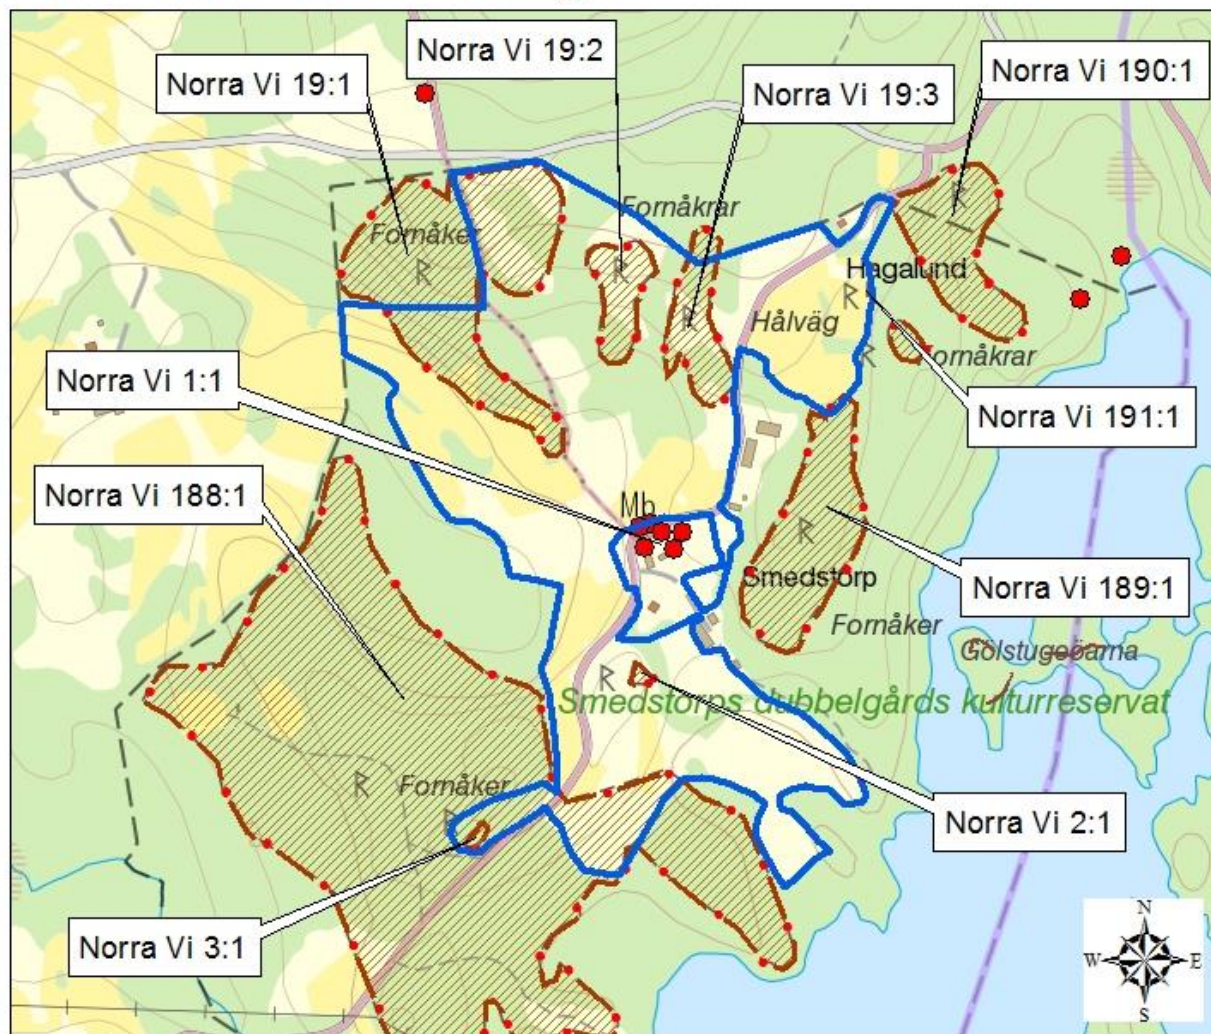 Norra Vi 19:2
Norra Vi 19:1
Norra Vi 19:3
Norra Vi 190:1
Fornåkrar
Fornåker
R
R
R
R
Hagalund
R
Hålväg
R
Fornåkrar
Norra Vi 1:1
Norra Vi 191:1
Norra Vi 188:1
Mb
R
Smedstorp
Norra Vi 189:1
Fornåker
Gölstugeöarna
R
Smedstorps dubbelgårds kulturreservat
R
Fornåker
R
Norra Vi 2:1
Norra Vi 3:1
N
W
E
S